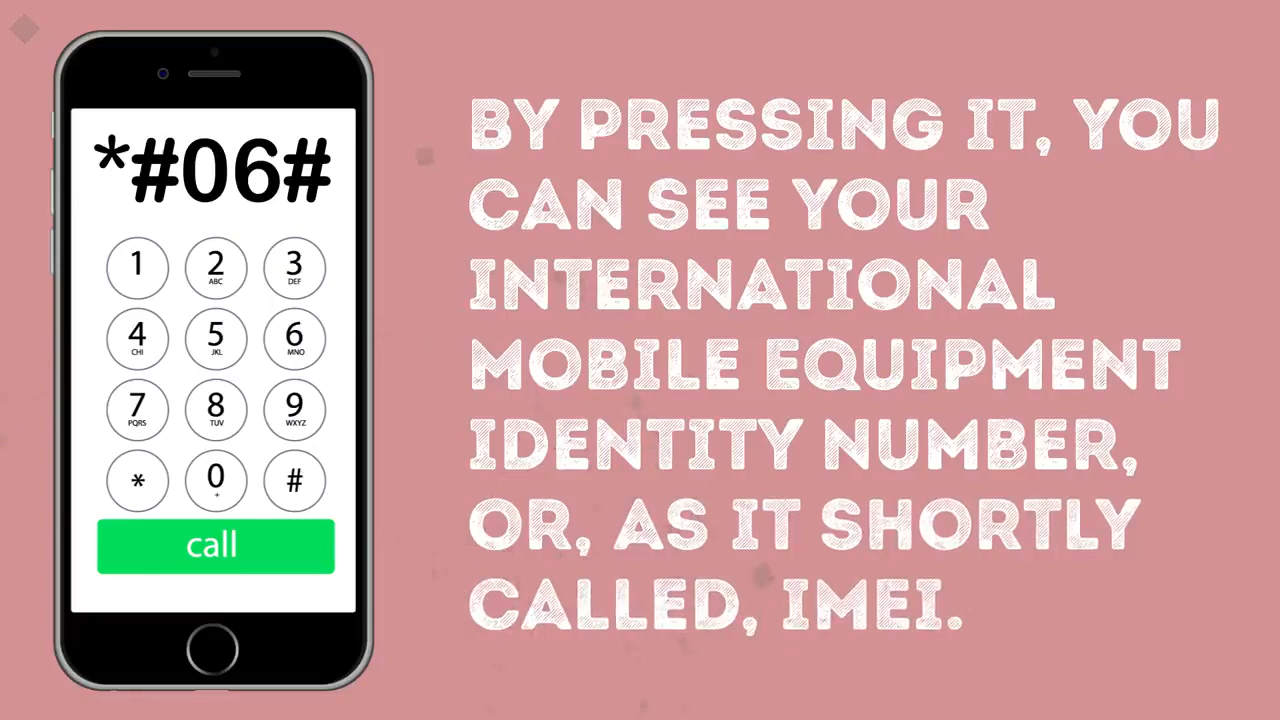 *#06#
1
2
ABC
3
DEF
4
CHI
5
JKL
6
MNO
7
PQRS
8
TUV
9
WXYZ
*
0
+
#
call
BY PRESSING IT, YOU
CAN SEE YOUR
INTERNATIONAL
MOBILE EQUIPMENT
IDENTITY NUMBER,
OR, AS IT SHORTLY
CALLED, IMEI.